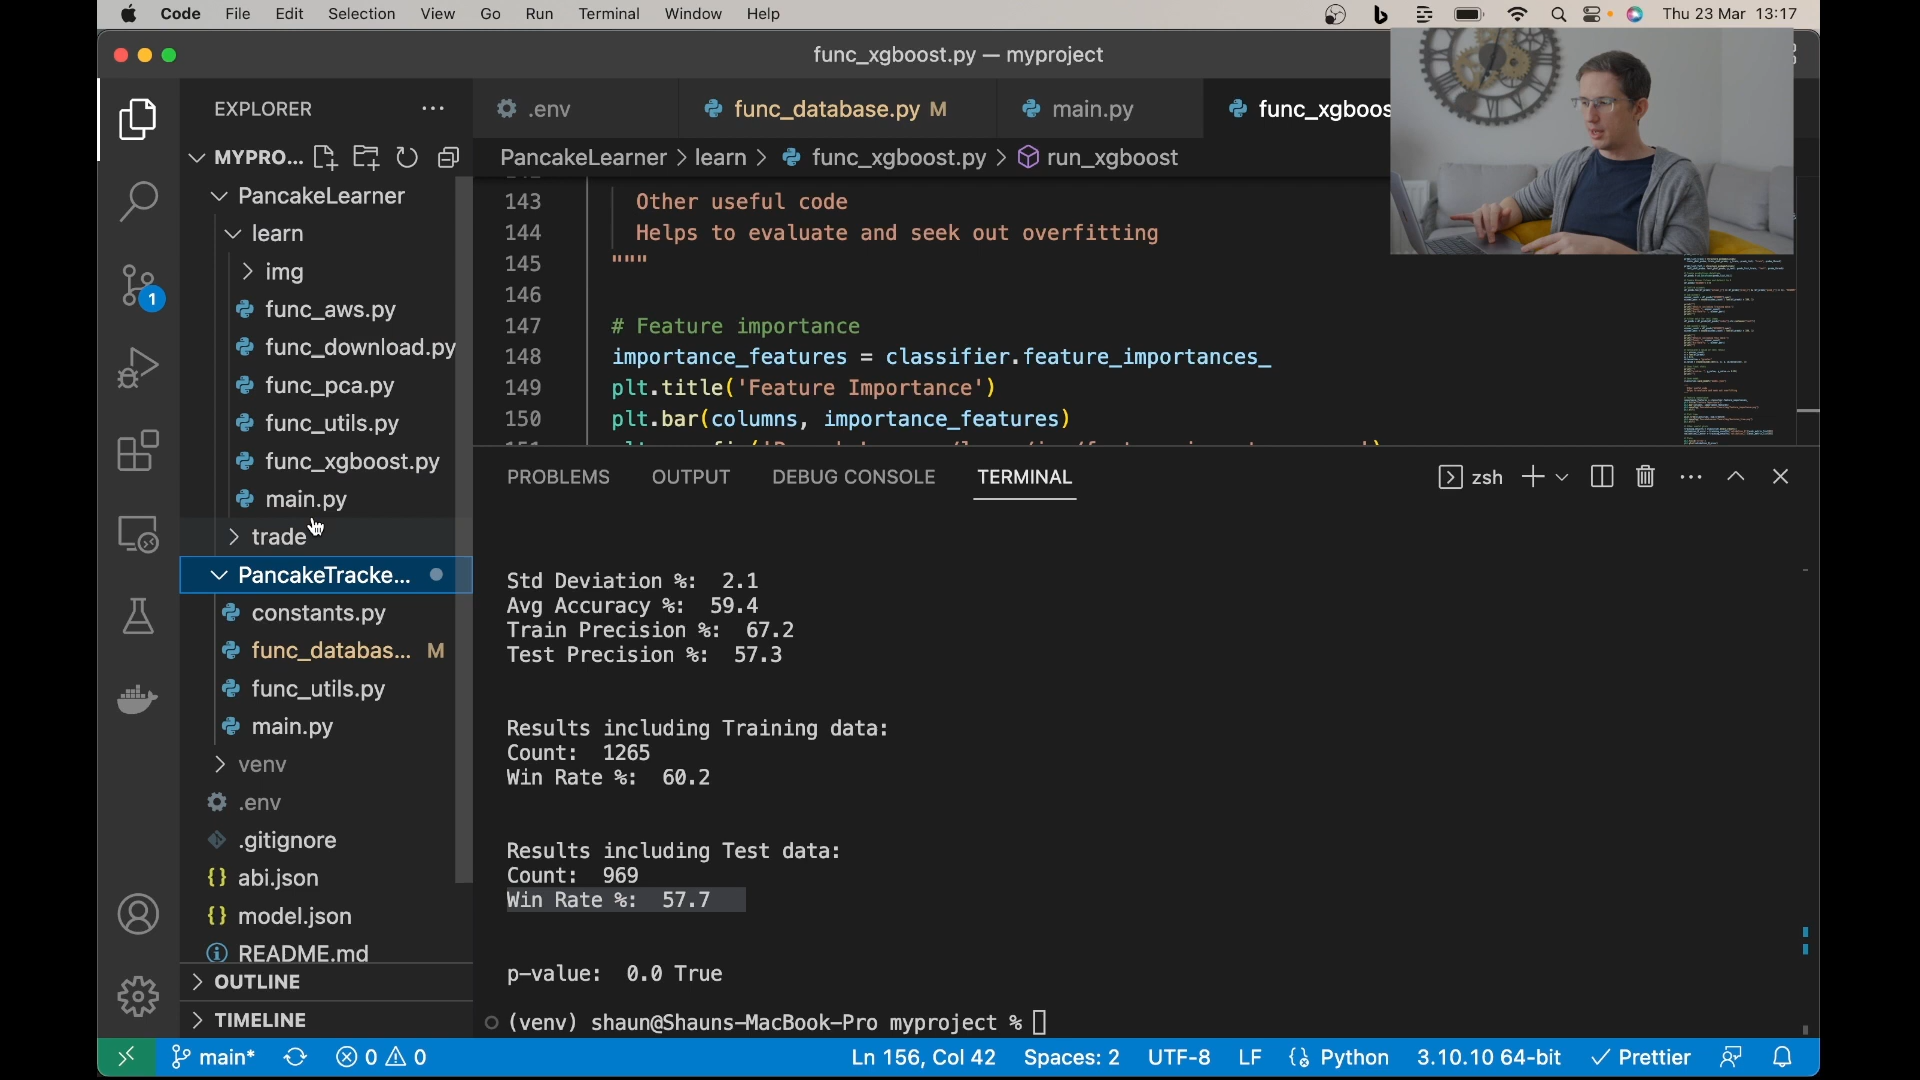 Code File Edit Selection View Go Run Terminal Window Help Thu 23 Mar 13:17
func_xgboost.py — myproject
EXPLORER
MYPRO...
PancakeLearner
learn
img
func_aws.py
func_download.py
func_pca.py
func_utils.py
func_xgboost.py
main.py
trade
PancakeTracke...
constants.py
func_databas... M
func_utils.py
main.py
venv
.env
.gitignore
abi.json
model.json
README.md
OUTLINE
TIMELINE
1
.env func_database.py M main.py func_xgboos
PancakeLearner > learn > func_xgboost.py > run_xgboost
143 Other useful code
144 Helps to evaluate and seek out overfitting
145 """
146
147 # Feature importance
148 importance_features = classifier.feature_importances_
149 plt.title('Feature Importance')
150 plt.bar(columns, importance_features)
PROBLEMS OUTPUT DEBUG CONSOLE TERMINAL zsh
Std Deviation %: 2.1
Avg Accuracy %: 59.4
Train Precision %: 67.2
Test Precision %: 57.3
Results including Training data:
Count: 1265
Win Rate %: 60.2
Results including Test data:
Count: 969
Win Rate %: 57.7
p-value: 0.0 True
(venv) shaun@Shauns-MacBook-Pro myproject %
main* 0 0 Ln 156, Col 42 Spaces: 2 UTF-8 LF Python 3.10.10 64-bit Prettier